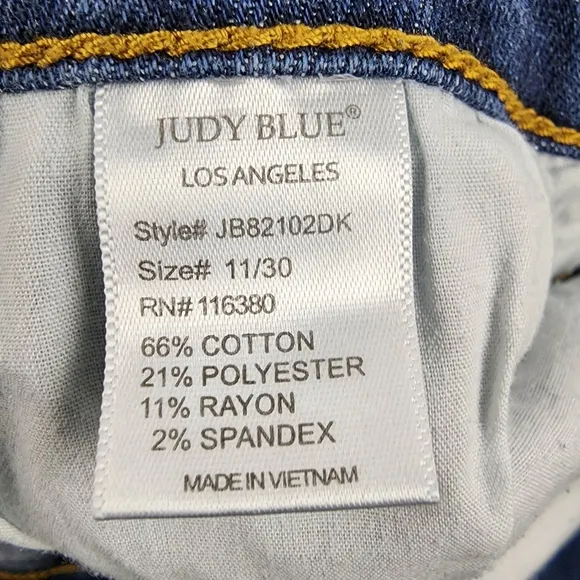 JUDY BLUE®
LOS ANGELES
Style# JB82102DK
Size# 11/30
RN# 116380
66% COTTON
21% POLYESTER
11% RAYON
2% SPANDEX
MADE IN VIETNAM